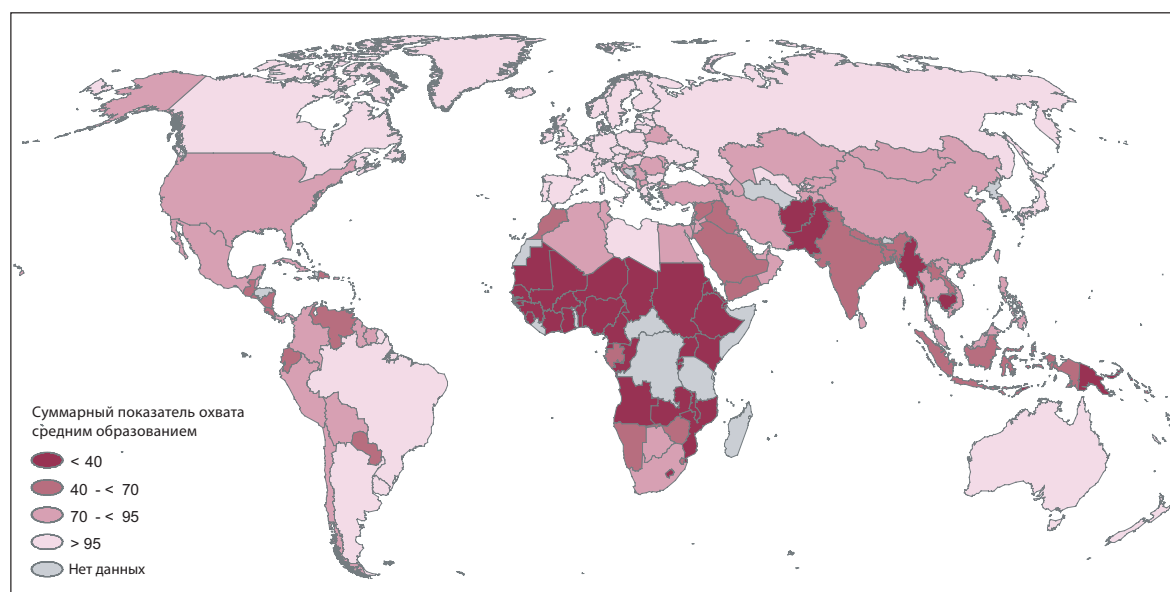 Суммарный показатель охвата
средним образованием
< 40
40 - < 70
70 - < 95
> 95
Нет данных